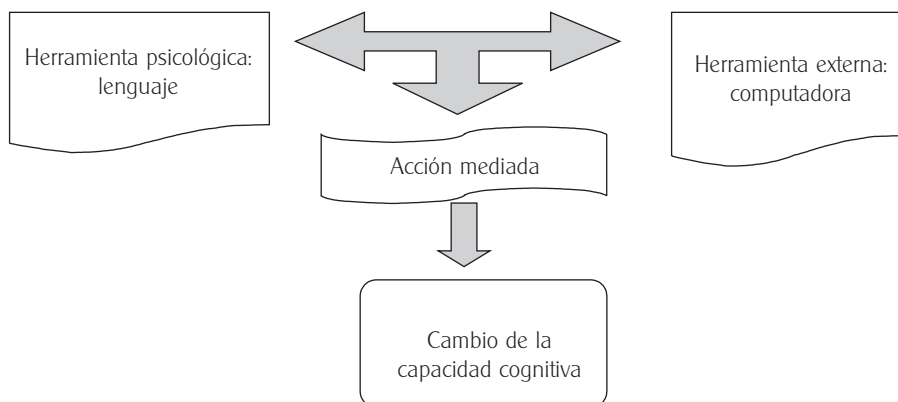 Herramienta psicológica:
lenguaje
Herramienta externa:
computadora
Acción mediada
Cambio de la
capacidad cognitiva